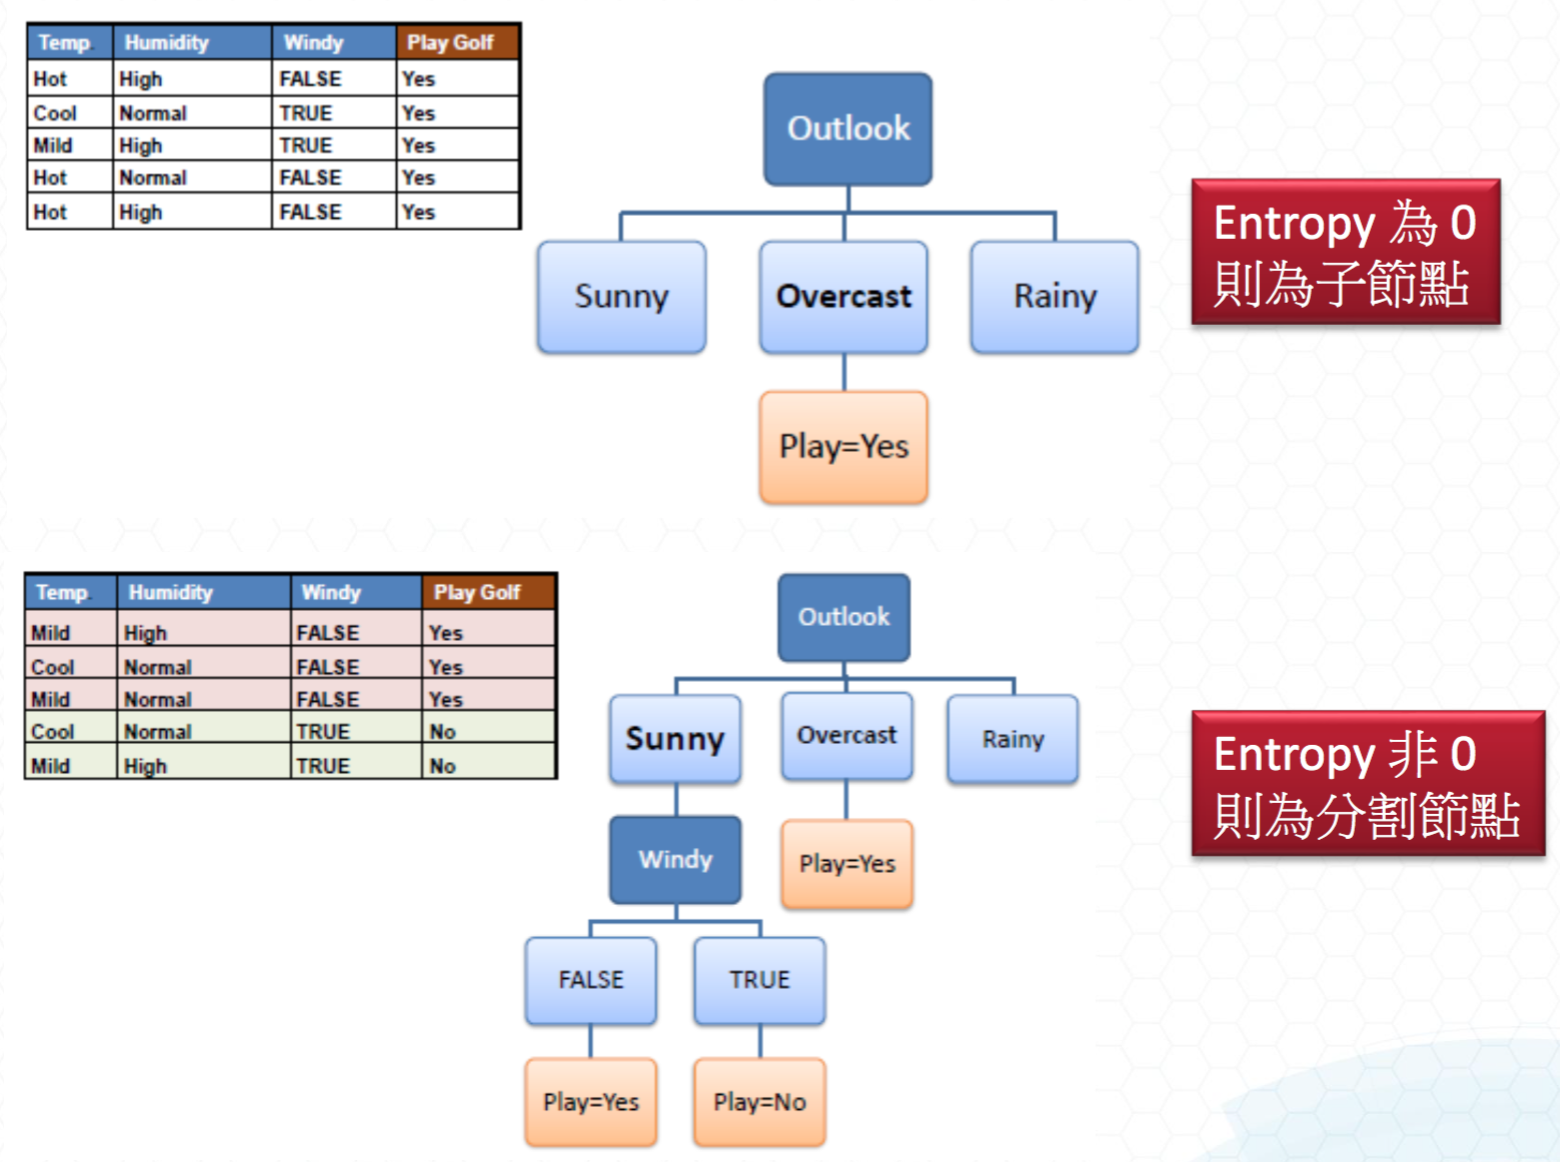 Temp. Humidity Windy Play Golf
Hot High FALSE Yes
Cool Normal TRUE Yes
Mild High TRUE Yes
Hot Normal FALSE Yes
Hot High FALSE Yes
Outlook
Sunny Overcast Rainy
Play=Yes
Entropy 為 0
則為子節點
Temp. Humidity Windy Play Golf
Mild High FALSE Yes
Cool Normal FALSE Yes
Mild Normal FALSE Yes
Cool Normal TRUE No
Mild High TRUE No
Outlook
Sunny Overcast Rainy
Windy Play=Yes
FALSE TRUE
Play=Yes Play=No
Entropy 非 0
則為分割節點